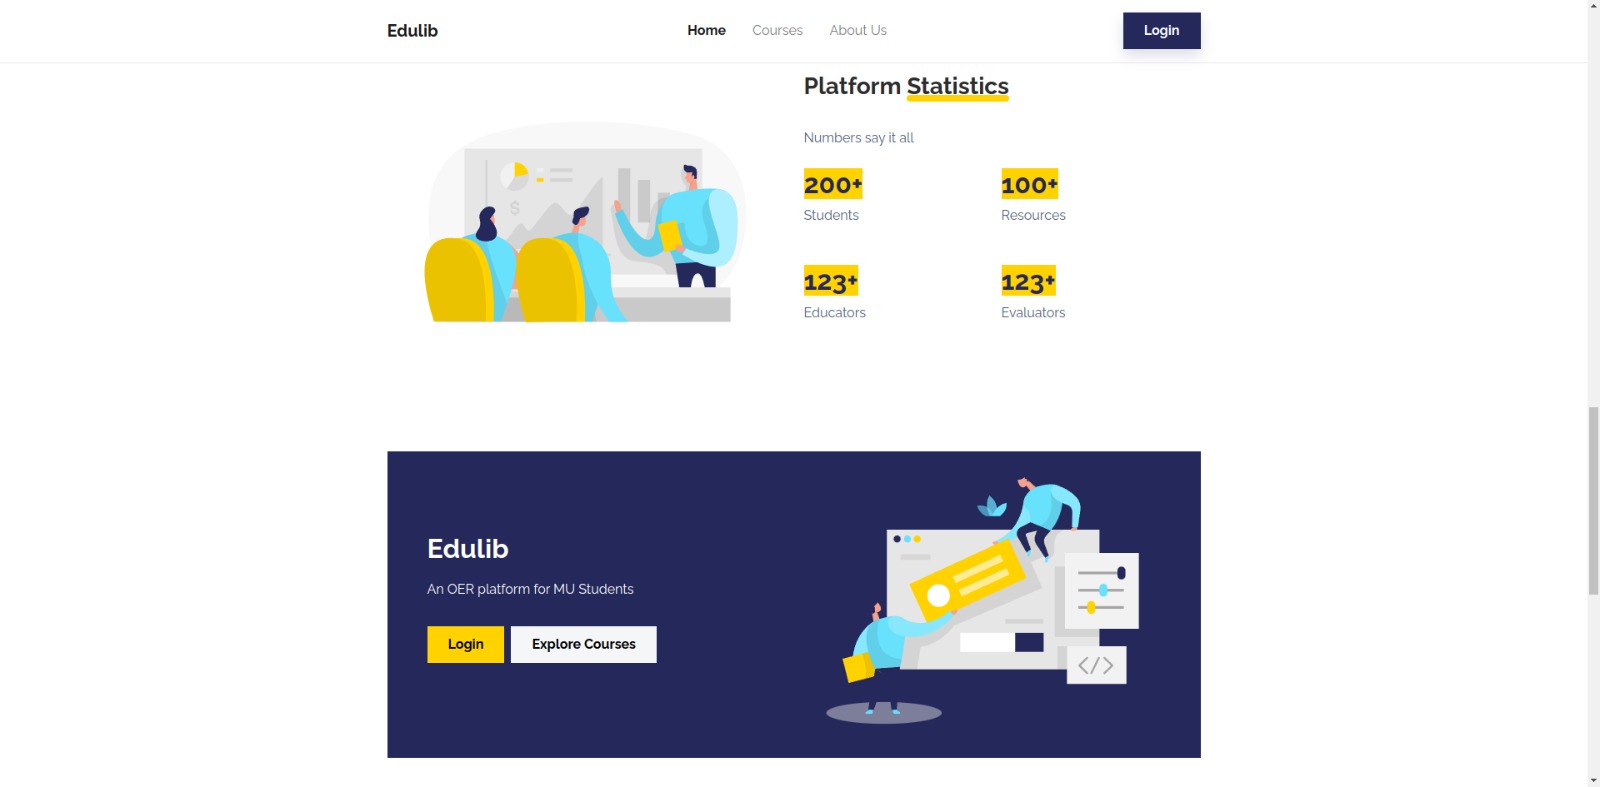 Edulib
Home Courses About Us
Login
Platform Statistics
Numbers say it all
200+ 100+
Students Resources
123+ 123+
Educators Evaluators
$
Edulib
An OER platform for MU Students
Login Explore Courses
</>